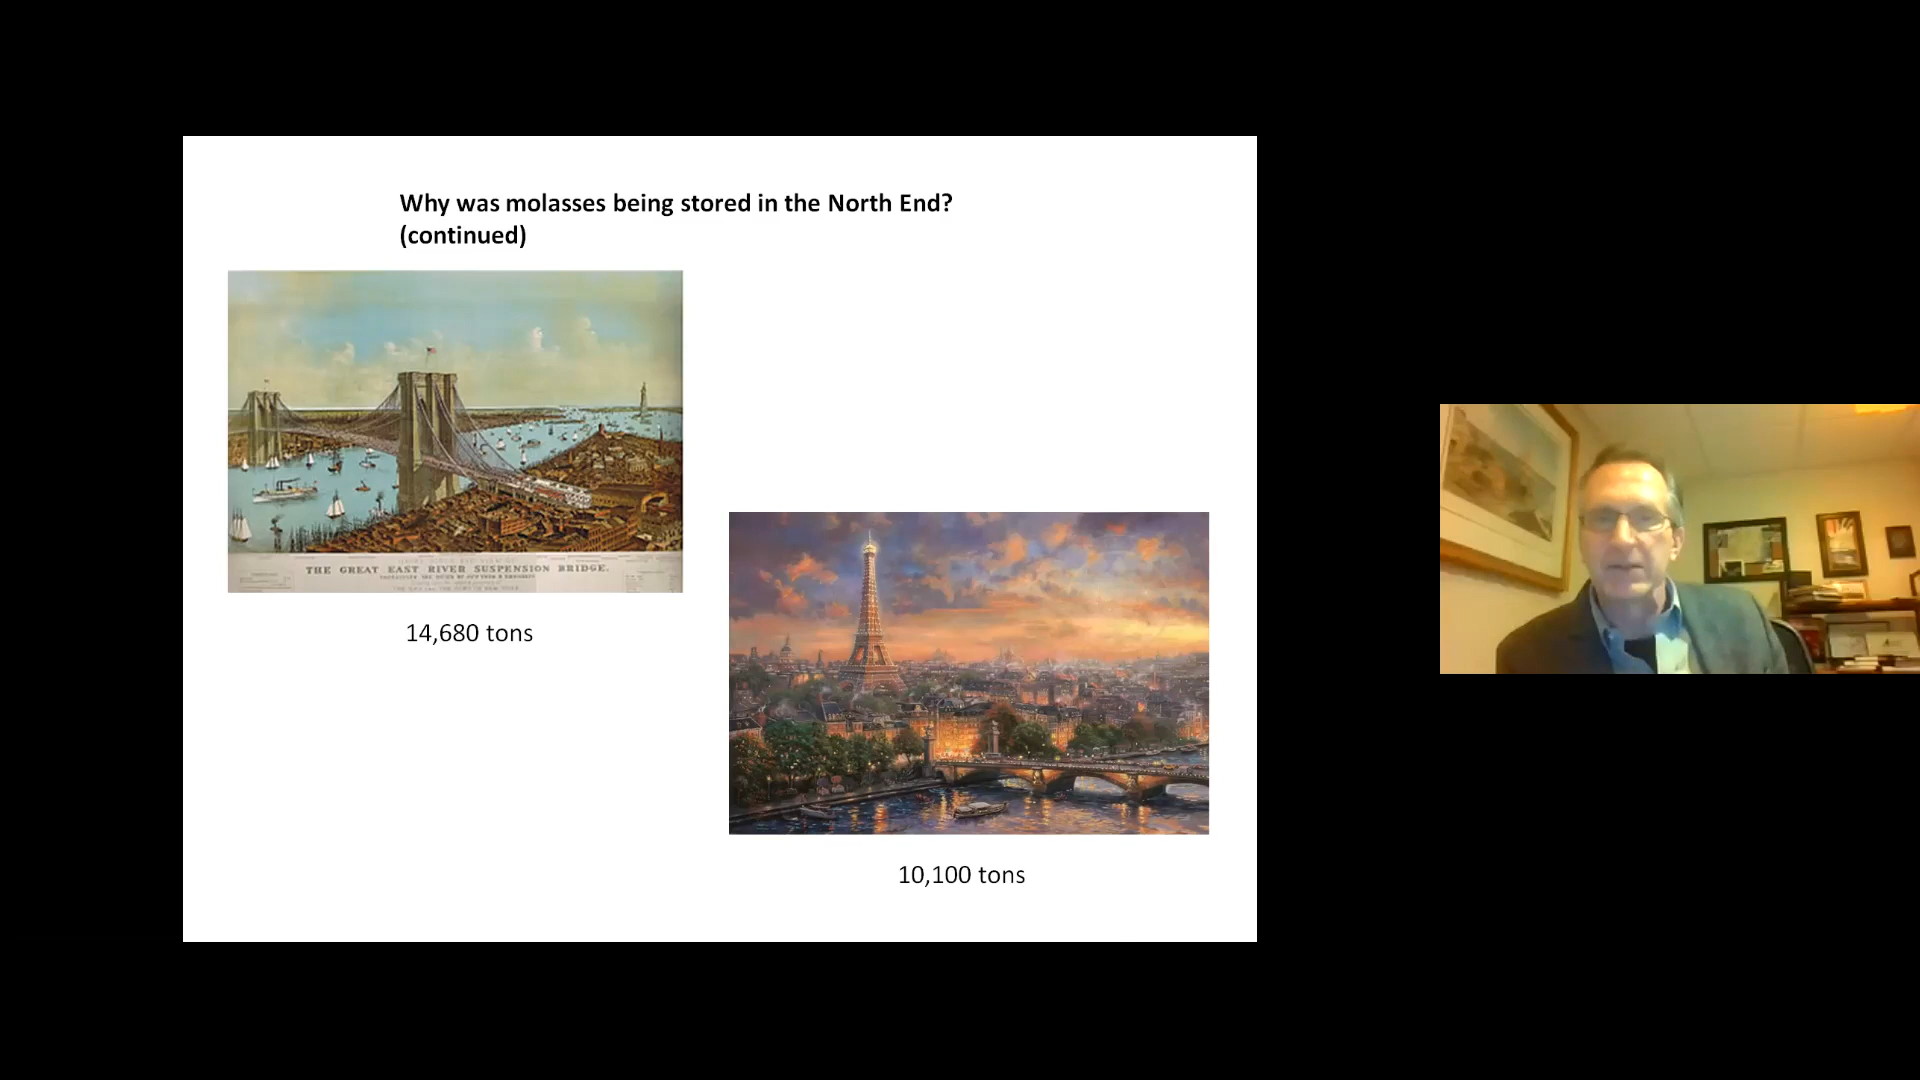 Why was molasses being stored in the North End?
(continued)
THE GREAT EAST RIVER SUSPENSION BRIDGE.
14,680 tons
10,100 tons